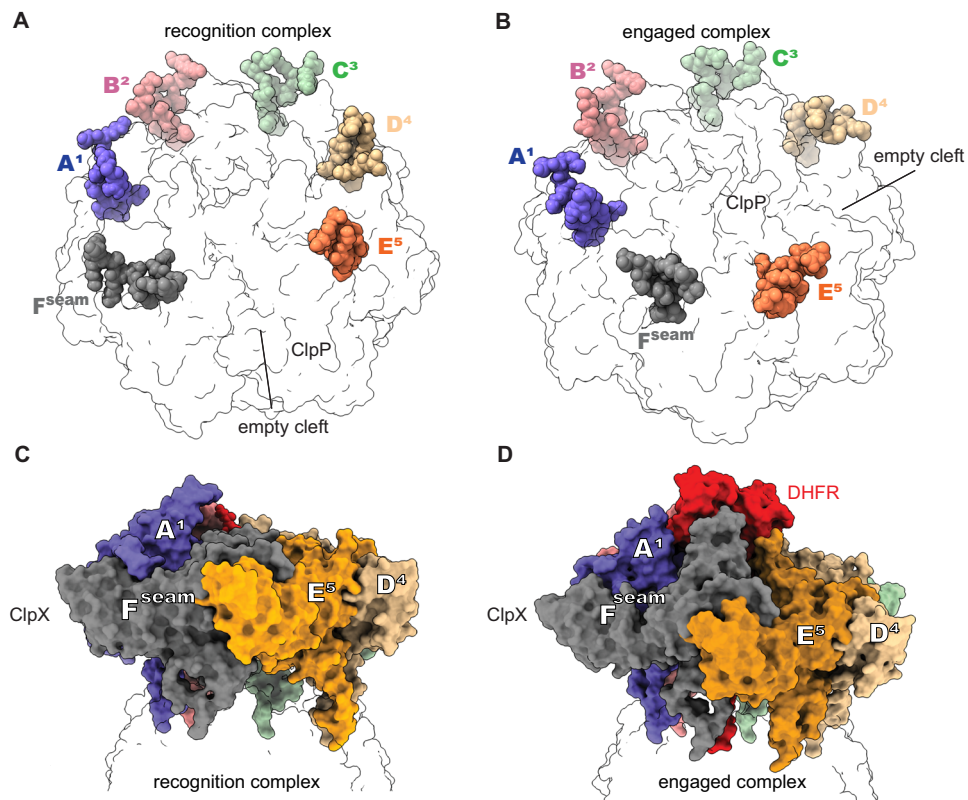 A
recognition complex
B²
C³
A¹
D⁴
E⁵
Fˢᵉᵃᵐ
ClpP
empty cleft
B
engaged complex
B²
C³
D⁴
A¹
empty cleft
ClpP
E⁵
Fˢᵉᵃᵐ
C
A¹
ClpX
Fˢᵉᵃᵐ
E⁵
D⁴
recognition complex
D
DHFR
A¹
ClpX
Fˢᵉᵃᵐ
E⁵
D⁴
engaged complex